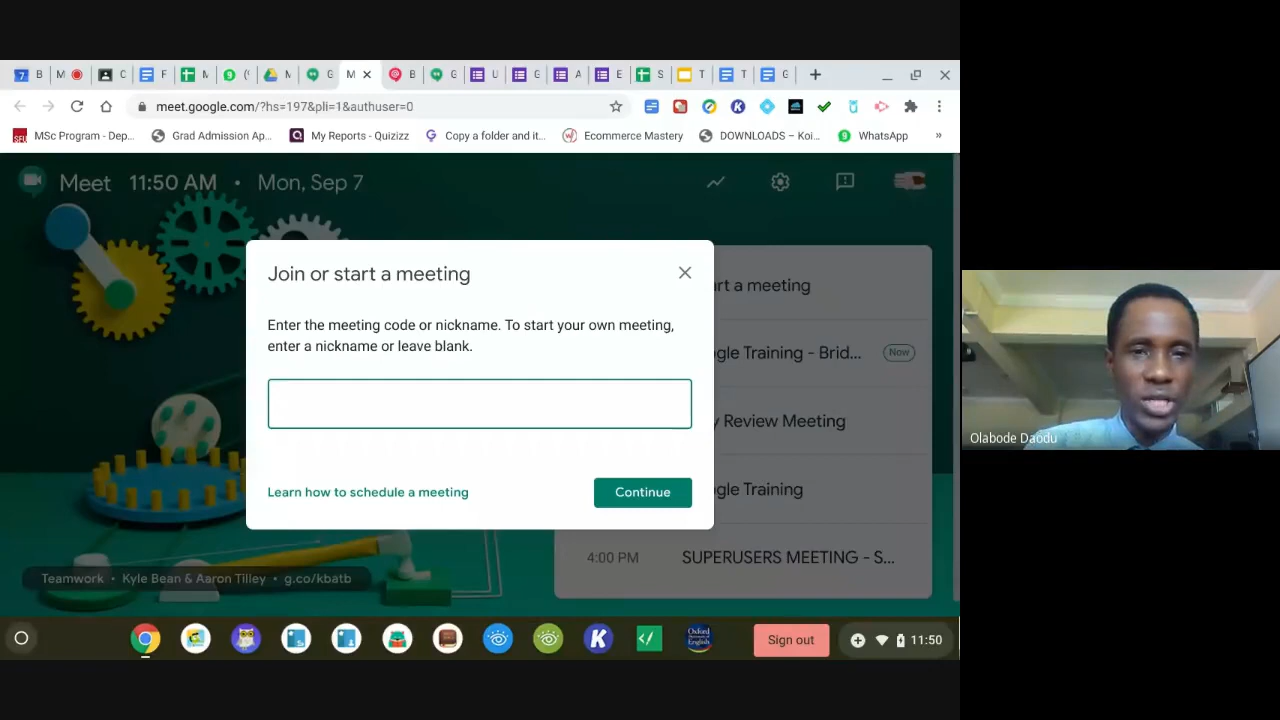 B
M
C
F
M
(
M
G
M
B
G
U
G
A
E
S
T
T
G
meet.google.com/?hs=197&pli=1&authuser=0
MSc Program - Dep...
Grad Admission Ap...
My Reports - Quizizz
Copy a folder and it...
Ecommerce Mastery
DOWNLOADS – Koi...
WhatsApp
»
Meet 11:50 AM • Mon, Sep 7
Join or start a meeting
Enter the meeting code or nickname. To start your own meeting,
enter a nickname or leave blank.
Learn how to schedule a meeting
Continue
rt a meeting
gle Training - Brid...
Now
y Review Meeting
gle Training
4:00 PM SUPERUSERS MEETING - S...
Teamwork • Kyle Bean & Aaron Tilley • g.co/kbatb
Oxford
English
Sign out
11:50
Olabode Daodu